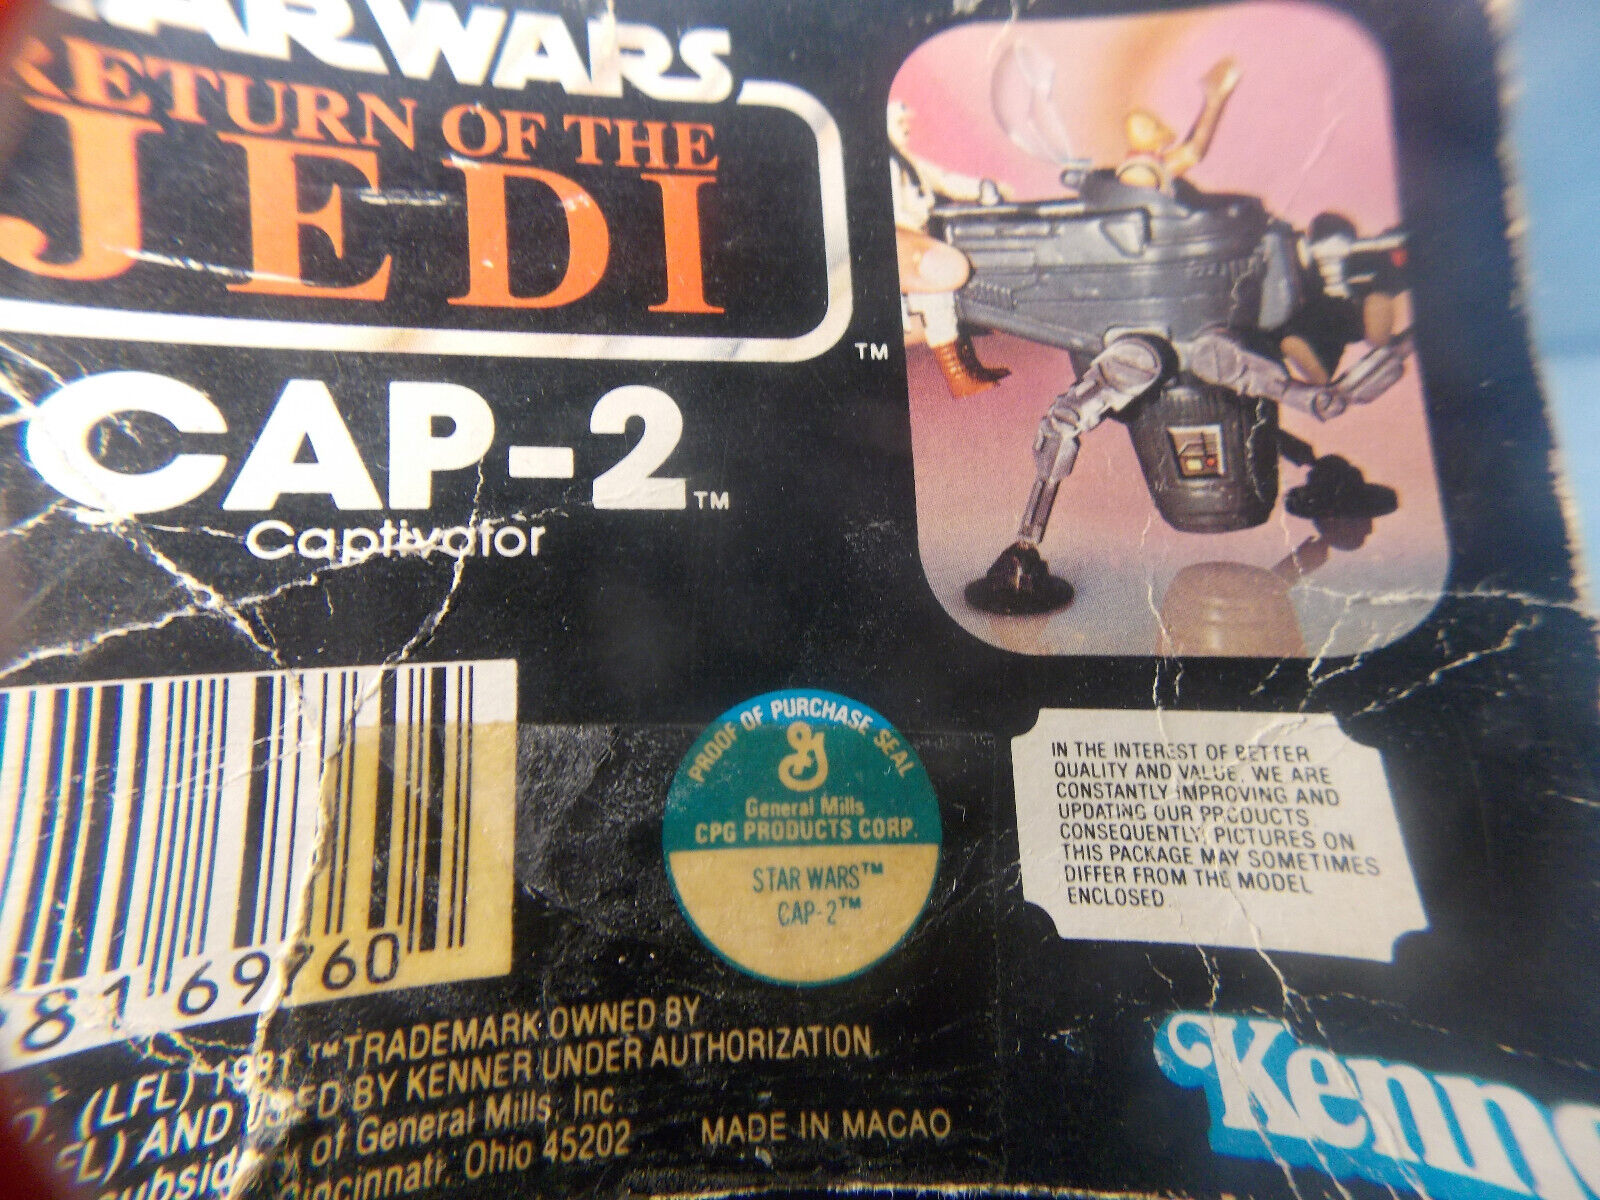 STAR WARS
RETURN OF THE
JEDI
TM
CAP-2™
Captivator
81 69760
PROOF OF PURCHASE SEAL
General Mills
CPG PRODUCTS CORP.
STAR WARS™
CAP-2™
IN THE INTEREST OF BETTER
QUALITY AND VALUE, WE ARE
CONSTANTLY IMPROVING AND
UPDATING OUR PRODUCTS.
CONSEQUENTLY, PICTURES ON
THIS PACKAGE MAY SOMETIMES
DIFFER FROM THE MODEL
ENCLOSED.
(LFL) 1981 ™TRADEMARK OWNED BY
AND USED BY KENNER UNDER AUTHORIZATION.
of General Mills, Inc.
Cincinnati, Ohio 45202
MADE IN MACAO
Kenne